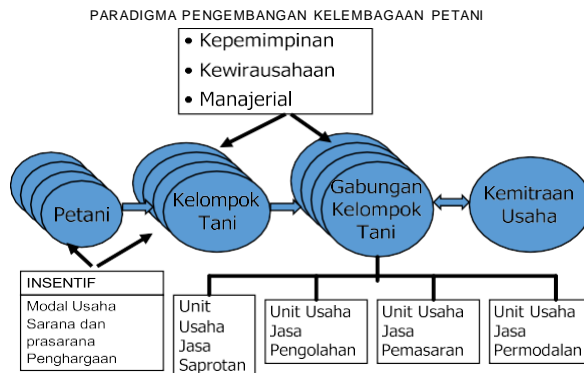 PARADIGMA PENGEMBANGAN KELEMBAGAAN PETANI
• Kepemimpinan
• Kewirausahaan
• Manajerial
Petani
Kelompok
Tani
Gabungan
Kelompok
Tani
Kemitraan
Usaha
INSENTIF
Modal Usaha
Sarana dan
prasarana
Penghargaan
Unit
Usaha
Jasa
Saprotan
Unit Usaha
Jasa
Pengolahan
Unit Usaha
Jasa
Pemasaran
Unit Usaha
Jasa
Permodalan